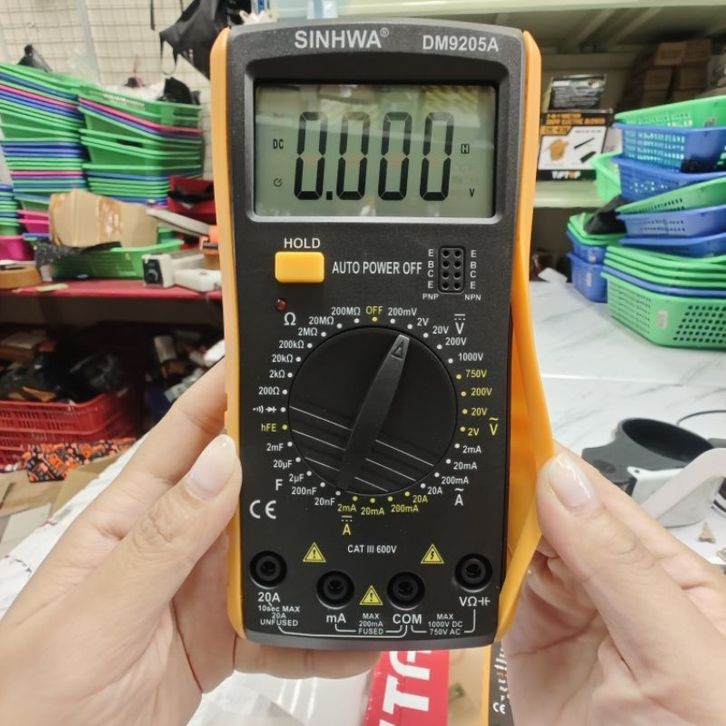 SINHWA® DM9205A
DC
0.000
H
V
HOLD
AUTO POWER OFF
E B C E
PNP
E B C E
NPN
Ω
OFF
200mV
2V
20V
200V
1000V
V
750V
200V
20V
2V
V
2mA
20mA
200mA
20A
A
20A
200mA
20mA
2mA
A
20nF
200nF
2µF
20µF
2mF
F
hFE
200Ω
2kΩ
20kΩ
200kΩ
2MΩ
20MΩ
200MΩ
CE
CAT III 600V
20A
10sec MAX
20A
UNFUSED
mA
MAX
200mA
FUSED
COM
MAX
1000V DC
750V AC
VΩ
TIPTOP
TA
CE